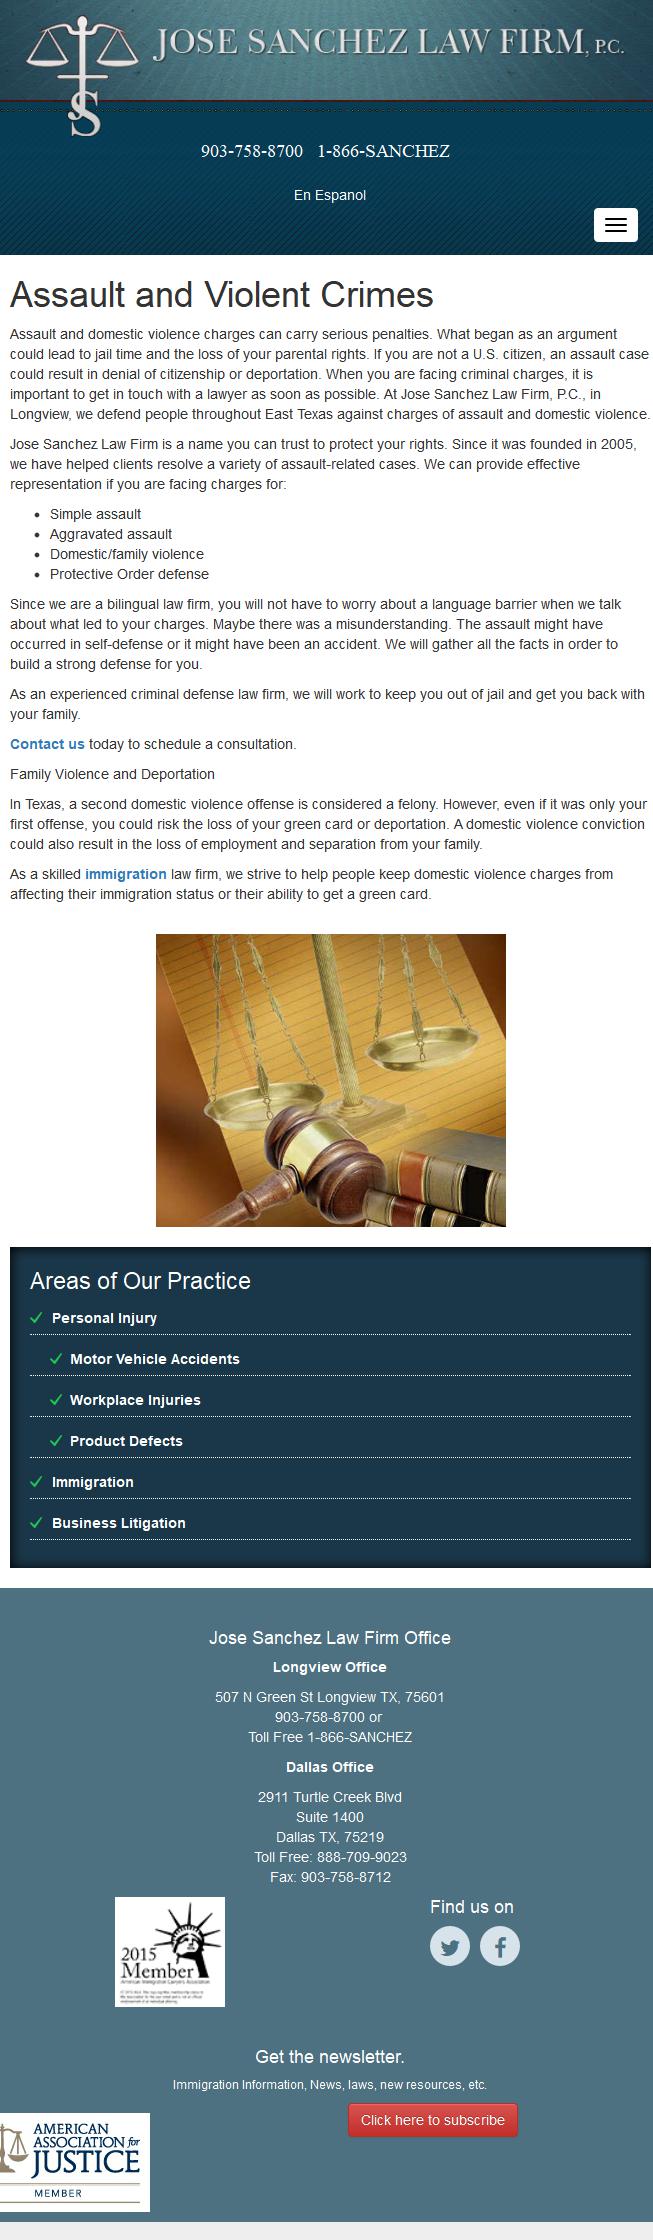 JOSE SANCHEZ LAW FIRM, P.C.
JS
903-758-8700 1-866-SANCHEZ
En Espanol
Assault and Violent Crimes
Assault and domestic violence charges can carry serious penalties. What began as an argument
could lead to jail time and the loss of your parental rights. If you are not a U.S. citizen, an assault case
could result in denial of citizenship or deportation. When you are facing criminal charges, it is
important to get in touch with a lawyer as soon as possible. At Jose Sanchez Law Firm, P.C., in
Longview, we defend people throughout East Texas against charges of assault and domestic violence.
Jose Sanchez Law Firm is a name you can trust to protect your rights. Since it was founded in 2005,
we have helped clients resolve a variety of assault-related cases. We can provide effective
representation if you are facing charges for:
• Simple assault
• Aggravated assault
• Domestic/family violence
• Protective Order defense
Since we are a bilingual law firm, you will not have to worry about a language barrier when we talk
about what led to your charges. Maybe there was a misunderstanding. The assault might have
occurred in self-defense or it might have been an accident. We will gather all the facts in order to
build a strong defense for you.
As an experienced criminal defense law firm, we will work to keep you out of jail and get you back with
your family.
Contact us today to schedule a consultation.
Family Violence and Deportation
In Texas, a second domestic violence offense is considered a felony. However, even if it was only your
first offense, you could risk the loss of your green card or deportation. A domestic violence conviction
could also result in the loss of employment and separation from your family.
As a skilled immigration law firm, we strive to help people keep domestic violence charges from
affecting their immigration status or their ability to get a green card.
Areas of Our Practice
Personal Injury
Motor Vehicle Accidents
Workplace Injuries
Product Defects
Immigration
Business Litigation
Jose Sanchez Law Firm Office
Longview Office
507 N Green St Longview TX, 75601
903-758-8700 or
Toll Free 1-866-SANCHEZ
Dallas Office
2911 Turtle Creek Blvd
Suite 1400
Dallas TX, 75219
Toll Free: 888-709-9023
Fax: 903-758-8712
Find us on
2015
Member
American Immigration Lawyers Association
Get the newsletter.
Immigration Information, News, laws, new resources, etc.
Click here to subscribe
AMERICAN
ASSOCIATION for
JUSTICE
MEMBER